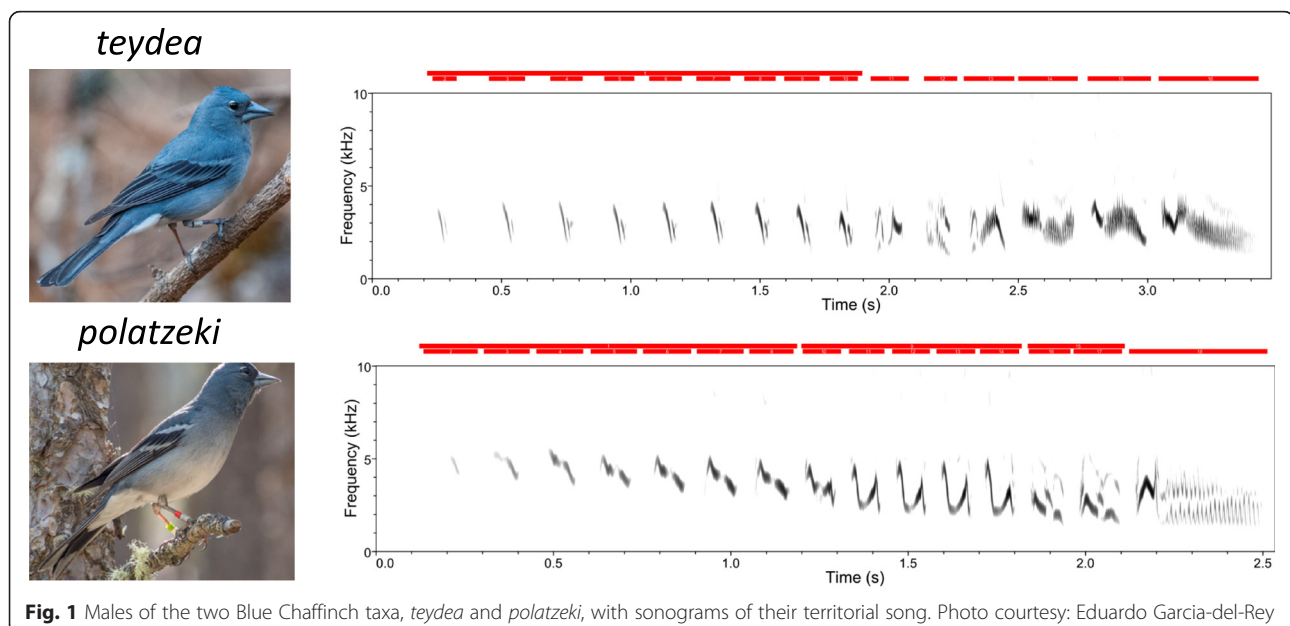 teydea
10
5
0
Frequency (kHz)
0.0 0.5 1.0 1.5 2.0 2.5 3.0
Time (s)
polatzeki
10
5
0
Frequency (kHz)
0.0 0.5 1.0 1.5 2.0 2.5
Time (s)
Fig. 1 Males of the two Blue Chaffinch taxa, teydea and polatzeki, with sonograms of their territorial song. Photo courtesy: Eduardo Garcia-del-Rey